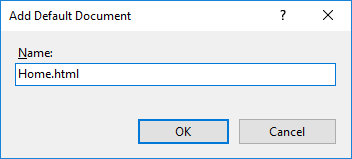 Add Default Document
?
Name:
Home.html
OK
Cancel